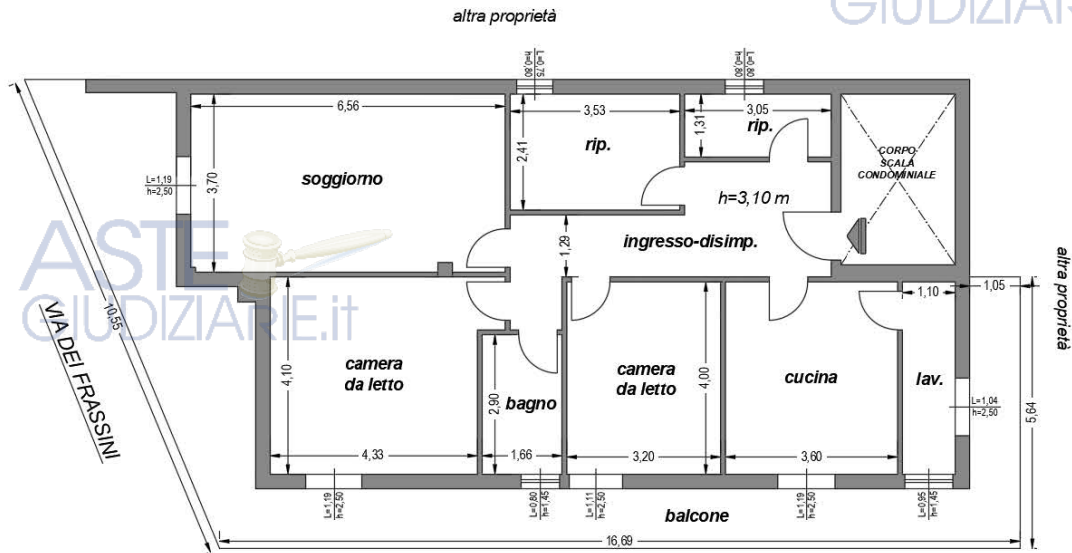 GIUDIZIARI
altra proprietà
L=0,75
h=0,80
L=0,80
h=0,80
6,56
3,53
3,05
1,31
rip.
2,41
rip.
CORPO
SCALA
CONDOMINIALE
L=1,19
h=2,50
3,70
soggiorno
h=3,10 m
ingresso-disimp.
1,29
ASTE
GIUDIZIARIE.it
altra proprietà
1,10
1,05
10,55
VIA DEI FRASSINI
4,10
camera
da letto
2,90
bagno
camera
da letto
4,00
cucina
lav.
L=1,04
h=2,50
5,64
4,33
1,66
3,20
3,60
L=1,19
h=2,50
L=0,80
h=1,45
L=1,11
h=2,50
L=1,19
h=2,50
L=0,95
h=1,45
balcone
16,69